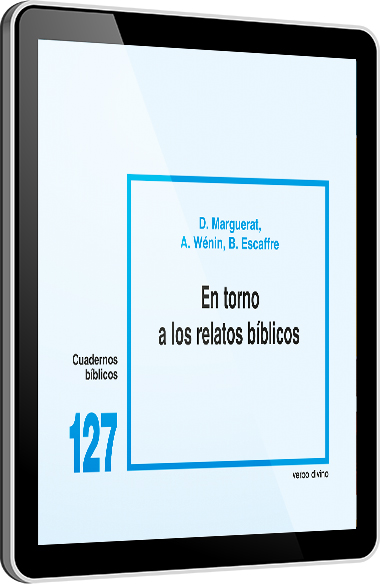 D. Marguerat,
A. Wénin, B. Escaffre
En torno
a los relatos bíblicos
Cuadernos
bíblicos
127
verbo divino